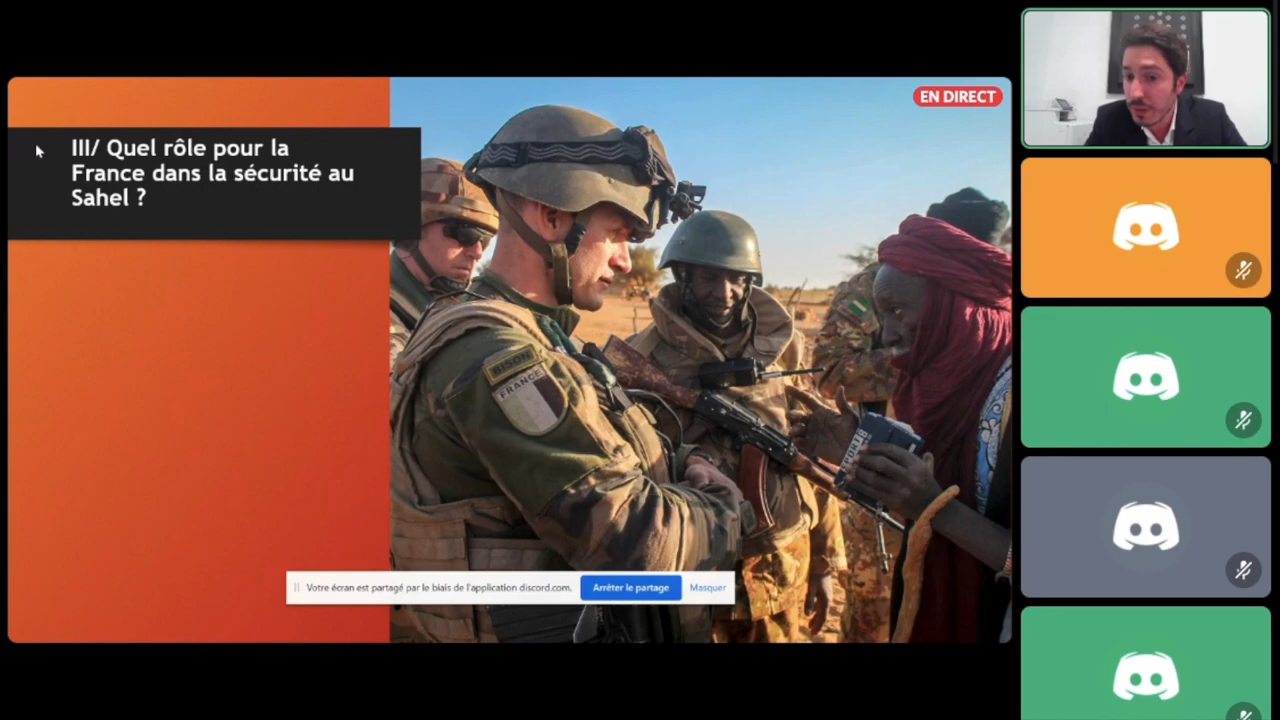 EN DIRECT
III/ Quel rôle pour la
France dans la sécurité au
Sahel ?
BISON
FRANCE
Votre écran est partagé par le biais de l'application discord.com.
Arrêter le partage
Masquer